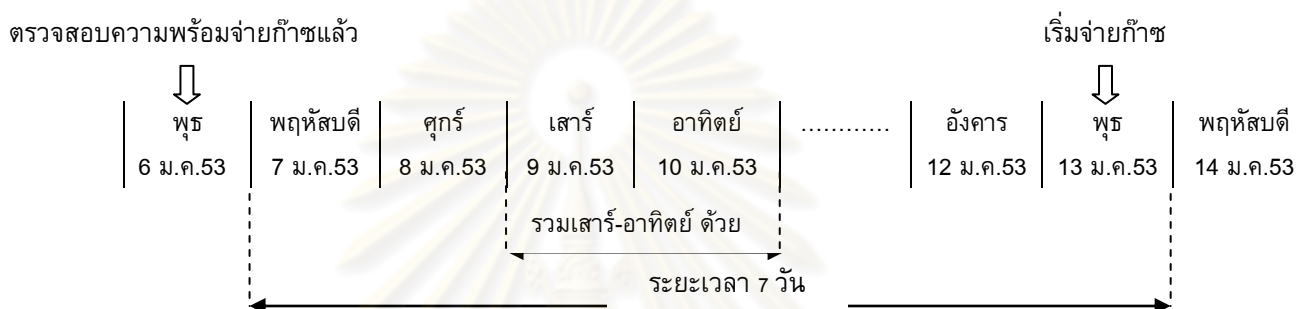 ตรวจสอบความพร้อมจ่ายก๊าซแล้ว เริ่มจ่ายก๊าซ
พุธ พฤหัสบดี ศุกร์ เสาร์ อาทิตย์ ............ อังคาร พุธ พฤหัสบดี
6 ม.ค.53 7 ม.ค.53 8 ม.ค.53 9 ม.ค.53 10 ม.ค.53 12 ม.ค.53 13 ม.ค.53 14 ม.ค.53
รวมเสาร์-อาทิตย์ ด้วย
ระยะเวลา 7 วัน